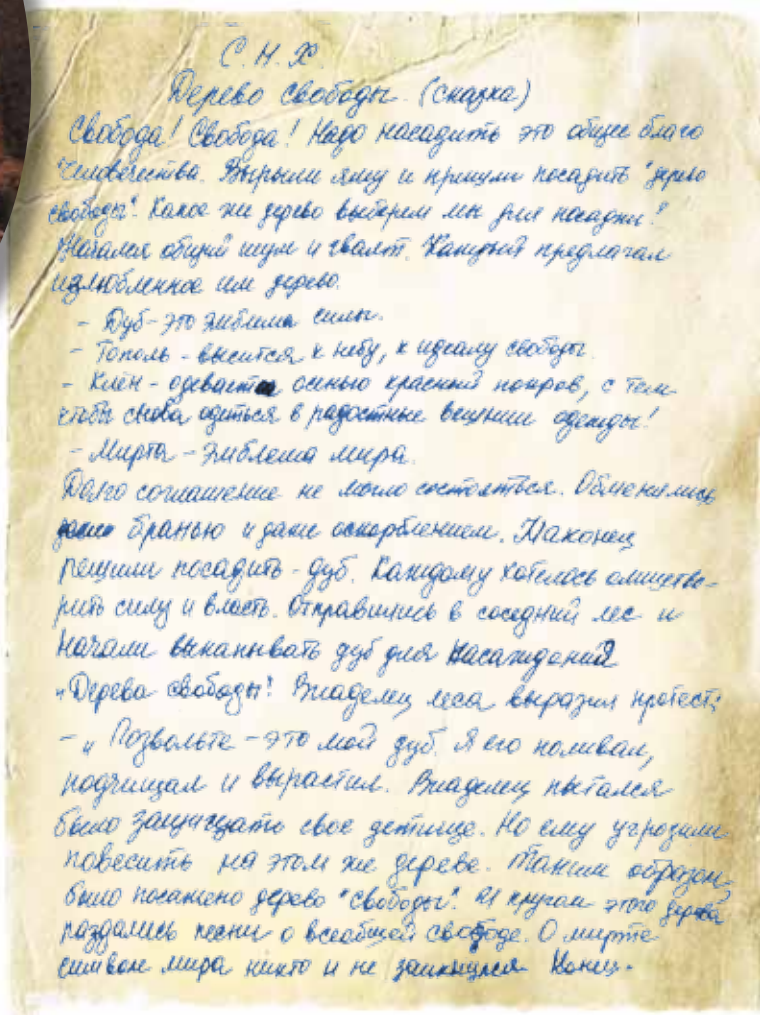 С. Н. Х.
Дерево свободы. (сказка)
Свобода! Свобода! Надо насадить это общее благо
человечества. Вырыли яму и пришли посадить "дерево
свободы". Какое же дерево выберем мы для посадки?
Начался общий шум и гвалт. Каждый предлагал
излюбленное им дерево.
- Дуб - это эмблема силы.
- Тополь - высится к небу, к идеалу свободы.
- Клён - одевает осенью красный покров, с тем
чтобы снова одеться в радостные вешнии одежды!
- Мирта - эмблема мира.
Долго соглашение не могло состояться. Обменялись
бранью и даже оскорблением. Наконец
решили посадить - дуб. Каждому хотелось олицетво-
рить силу и власть. Отправились в соседний лес и
начали выкапывать дуб для насаждений
„Дерева свободы". Владелец леса выразил протест:
- „Позвольте - это мой дуб. Я его поливал,
подчищал и вырастил. Владелец пытался
было защищать свое детище. Но ему угрозили
повесить на этом же дереве. Таким образом,
было посажено дерево "свободы". И кругом этого дерева
раздались песни о всеобщей свободе. О мирте
символе мира никто и не заикнулся. Конец.